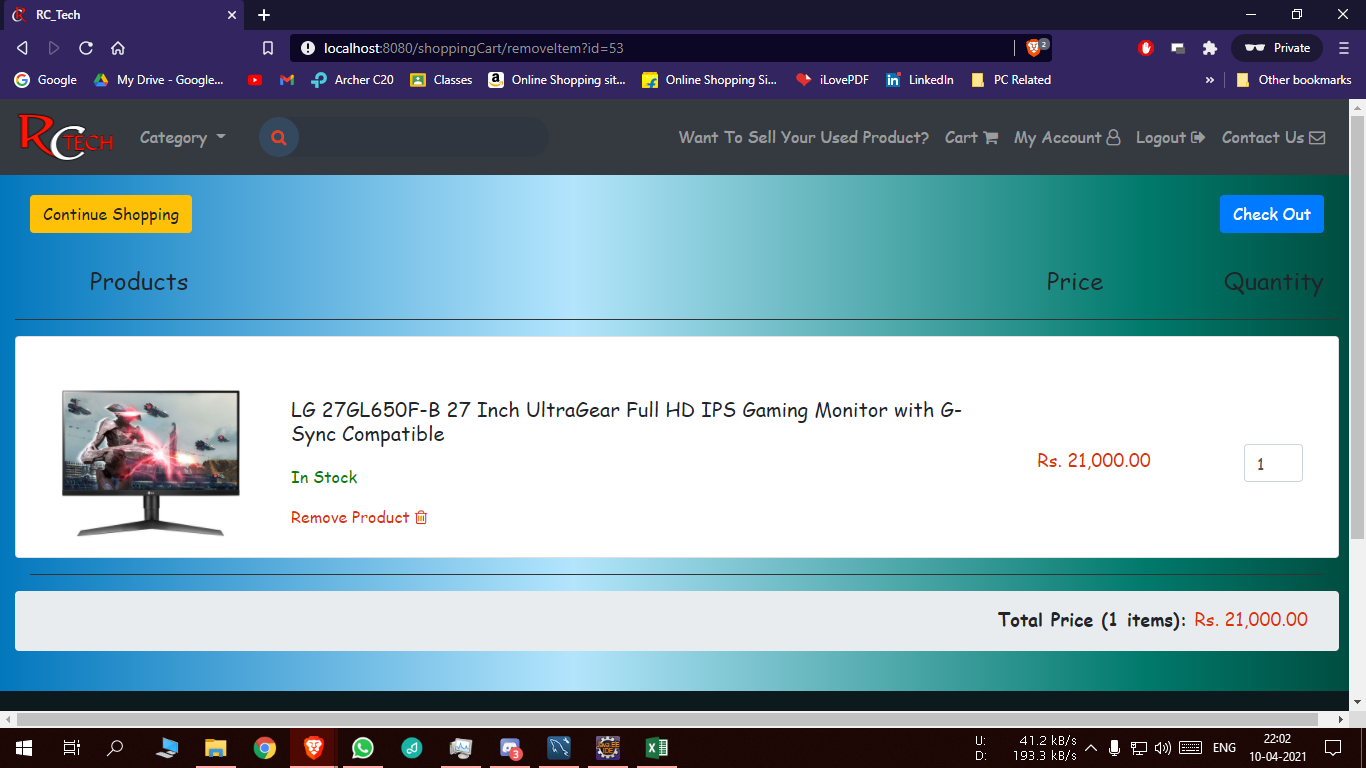 RC_Tech
localhost:8080/shoppingCart/removeItem?id=53
2
Private
Google
My Drive - Google...
Archer C20
Classes
Online Shopping sit...
Online Shopping Si...
iLovePDF
LinkedIn
PC Related
»
Other bookmarks
RC TECH
Category
Want To Sell Your Used Product?
Cart
My Account
Logout
Contact Us
Continue Shopping
Check Out
Products
Price
Quantity
LG 27GL650F-B 27 Inch UltraGear Full HD IPS Gaming Monitor with G-
Sync Compatible
In Stock
Remove Product
Rs. 21,000.00
1
Total Price (1 items): Rs. 21,000.00
3
U: 41.2 kB/s
D: 193.3 kB/s
ENG
22:02
10-04-2021